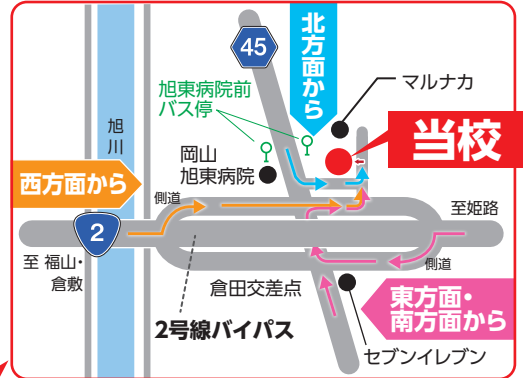 45
北方面から
マルナカ
旭東病院前
バス停
当校
旭川
岡山
旭東病院
西方面から
側道
至姫路
2
至 福山・
倉敷
倉田交差点
側道
東方面・
南方面から
2号線バイパス
セブンイレブン